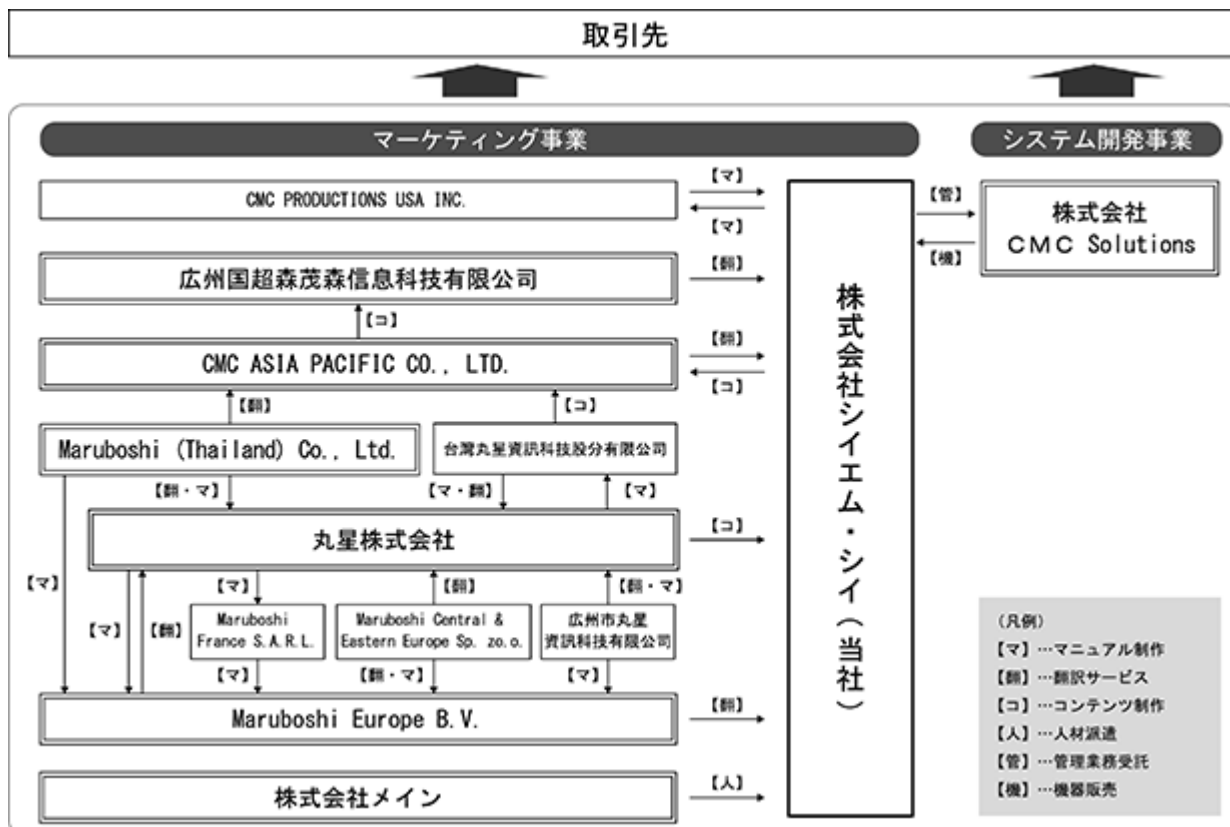 取引先
マーケティング事業
システム開発事業
CMC PRODUCTIONS USA INC.
【マ】
【マ】
【管】
【機】
株式会社
CMC Solutions
広州国超森茂森信息科技有限公司
【翻】
【コ】
CMC ASIA PACIFIC CO., LTD.
【翻】
【コ】
【翻】
【コ】
Maruboshi (Thailand) Co., Ltd.
台灣丸星資訊科技股分有限公司
【翻・マ】
【マ・翻】
【マ】
丸星株式会社
【コ】
【マ】
【マ】
【翻】
【マ】
【翻】
【翻・マ】
Maruboshi
France S.A.R.L.
Maruboshi Central &
Eastern Europe Sp. zo.o.
広州市丸星
資訊科技有限公司
【マ】
【翻・マ】
【マ】
Maruboshi Europe B.V.
【翻】
株式会社メイン
【人】
株式会社シイエム・シイ（当社）
(凡例)
【マ】…マニュアル制作
【翻】…翻訳サービス
【コ】…コンテンツ制作
【人】…人材派遣
【管】…管理業務受託
【機】…機器販売